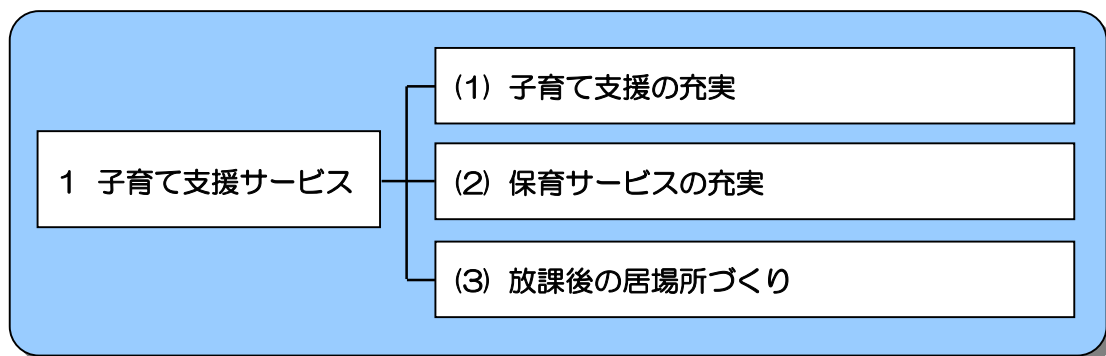 1 子育て支援サービス
(1) 子育て支援の充実
(2) 保育サービスの充実
(3) 放課後の居場所づくり